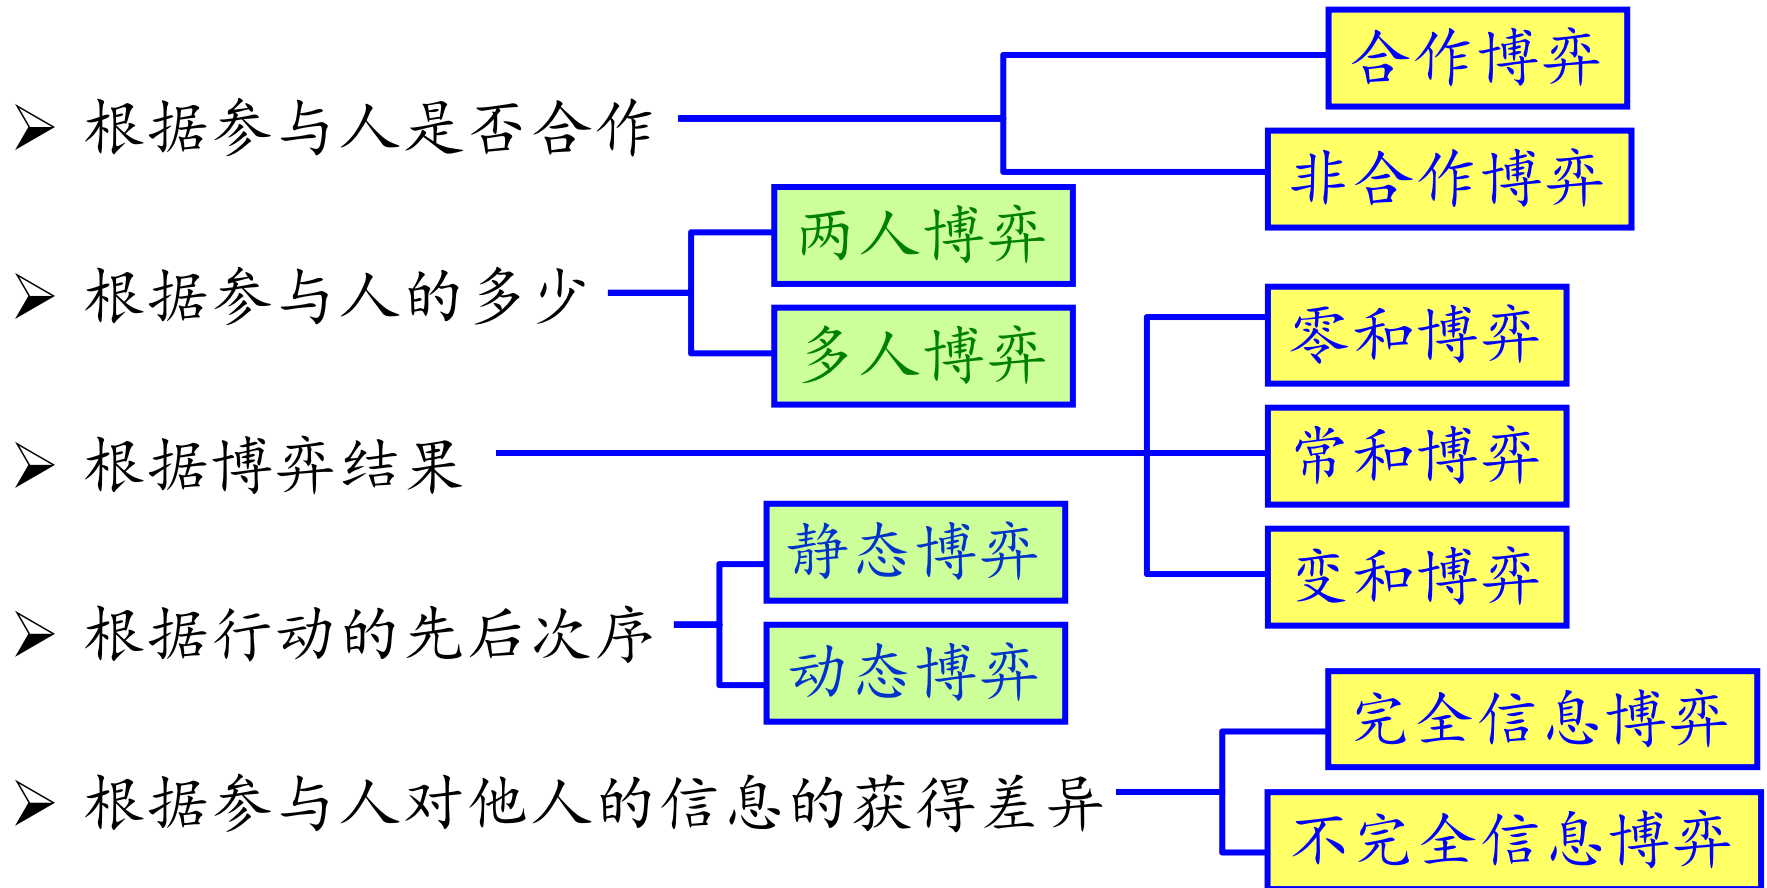 ➢ 根据参与人是否合作
合作博弈
非合作博弈
➢ 根据参与人的多少
两人博弈
多人博弈
➢ 根据博弈结果
零和博弈
常和博弈
变和博弈
➢ 根据行动的先后次序
静态博弈
动态博弈
➢ 根据参与人对他人的信息的获得差异
完全信息博弈
不完全信息博弈